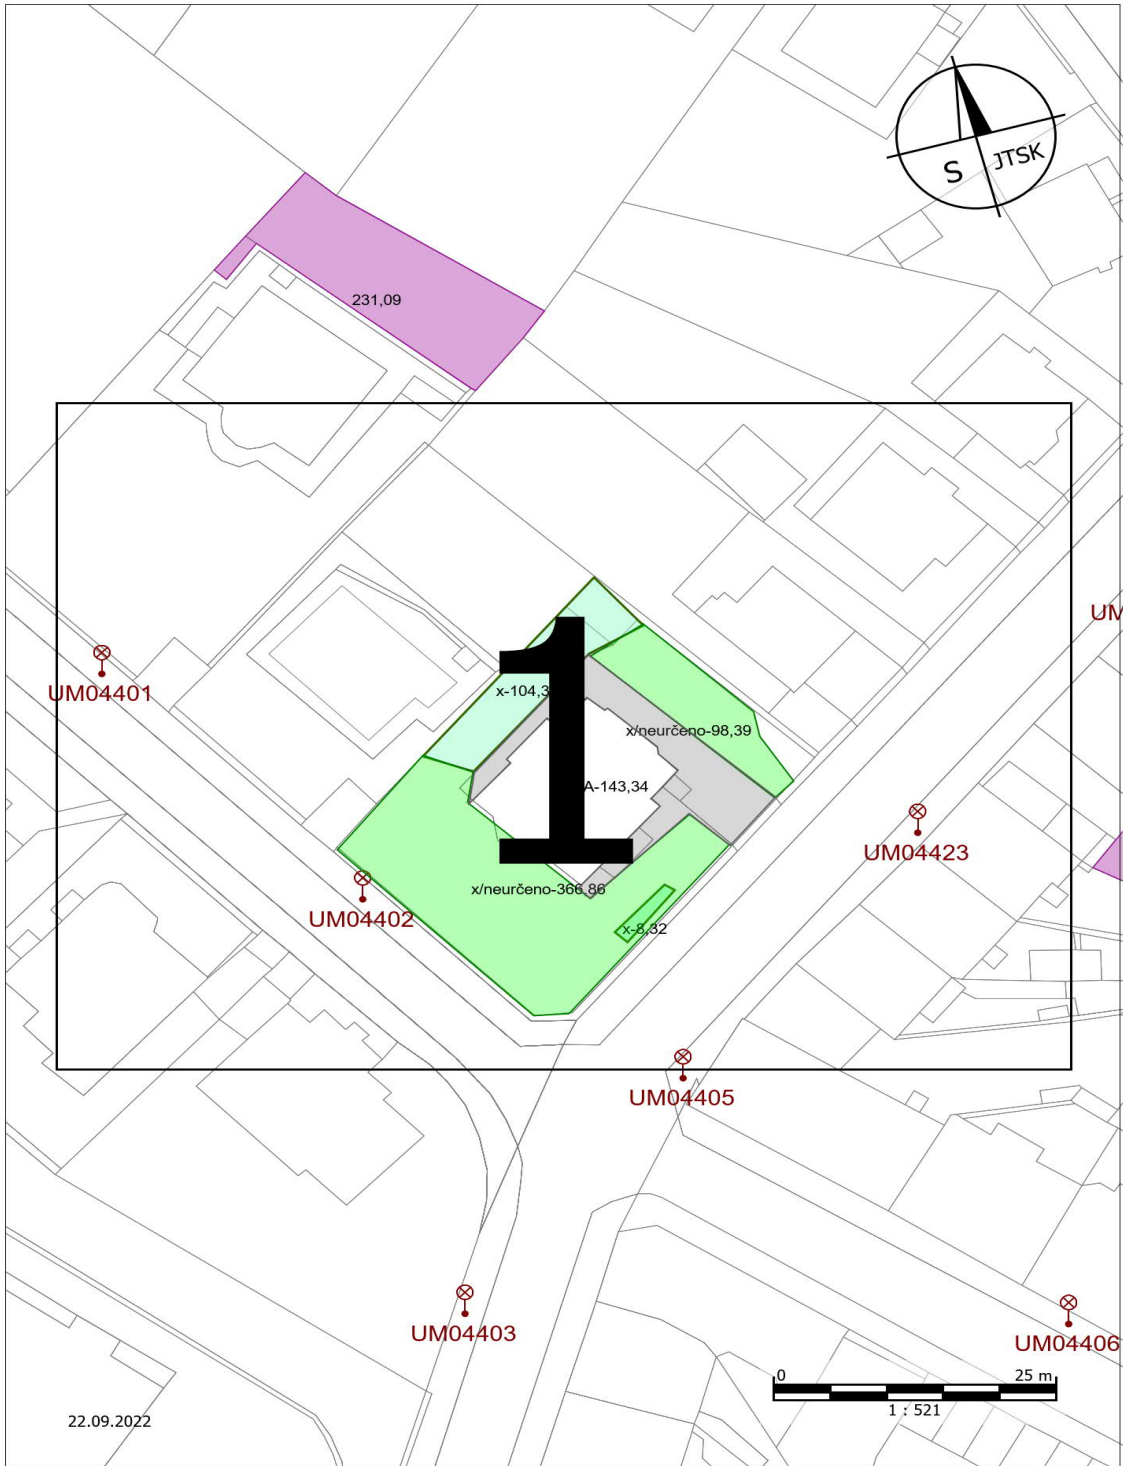 S JTSK
231,09
UM
UM04401
x-104,3
x/neurčeno-98,39
1
A-143,34
UM04423
x/neurčeno-366,86
UM04402
x-8,32
UM04405
UM04403
UM04406
0 25 m
1 : 521
22.09.2022